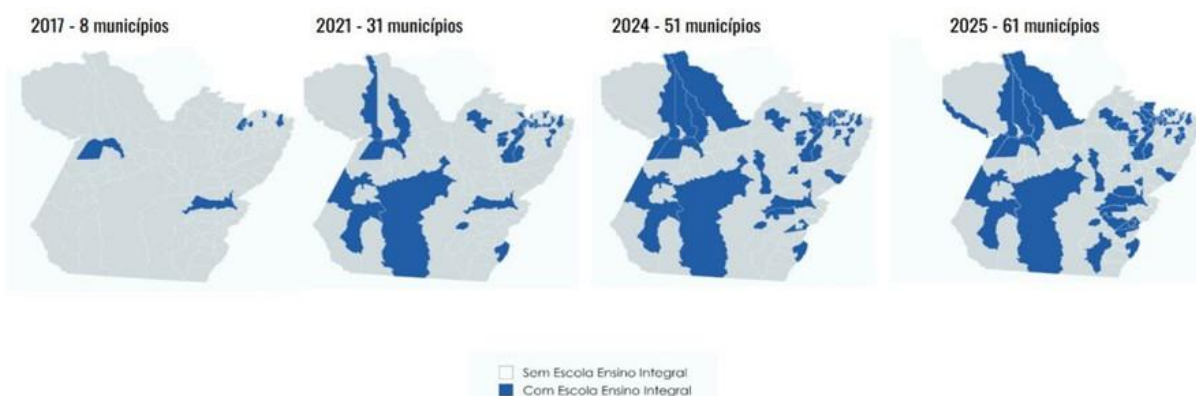 2017 - 8 municípios
2021 - 31 municípios
2024 - 51 municípios
2025 - 61 municípios
Sem Escola Ensino Integral
Com Escola Ensino Integral